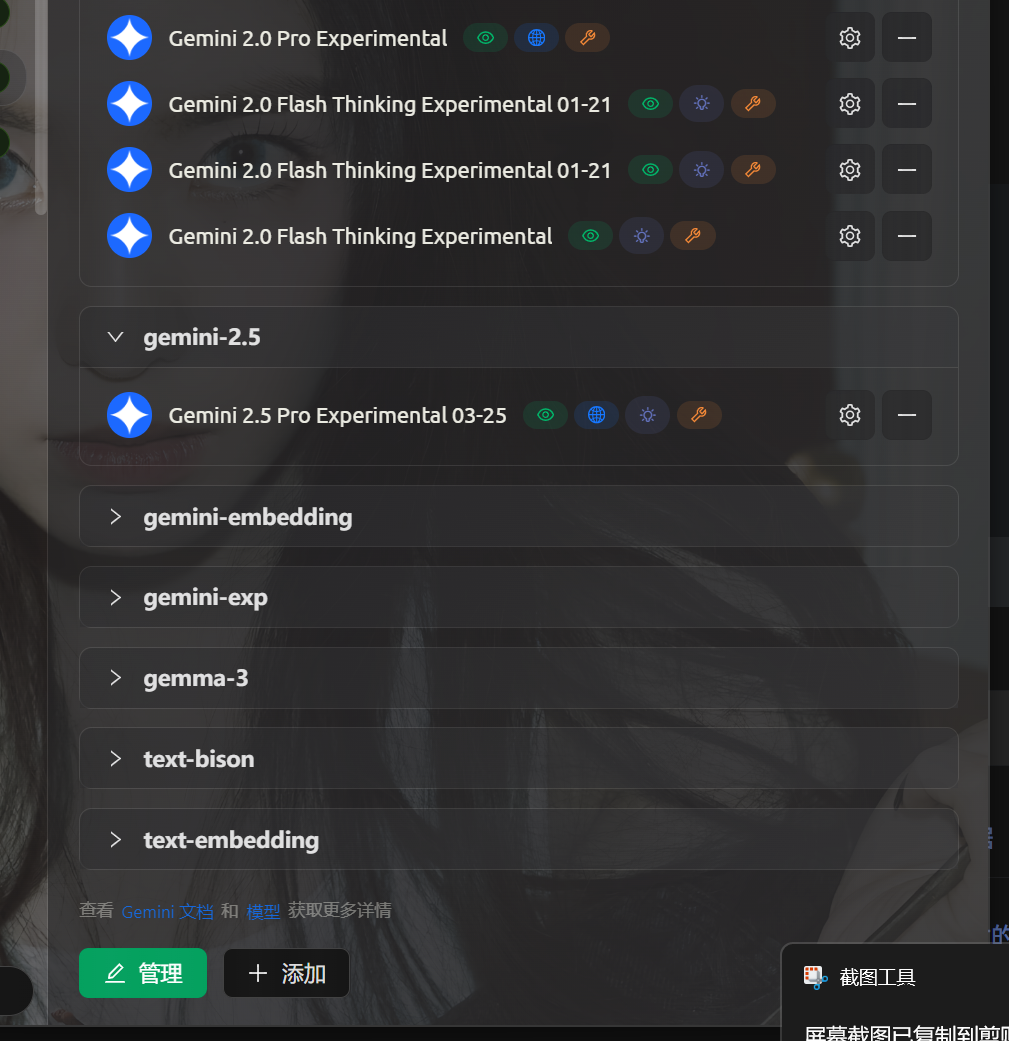 Gemini 2.0 Pro Experimental
Gemini 2.0 Flash Thinking Experimental 01-21
Gemini 2.0 Flash Thinking Experimental 01-21
Gemini 2.0 Flash Thinking Experimental
gemini-2.5
Gemini 2.5 Pro Experimental 03-25
gemini-embedding
gemini-exp
gemma-3
text-bison
text-embedding
查看 Gemini 文档 和 模型 获取更多详情
的
管理 添加
截图工具
屏幕截图已复制到剪